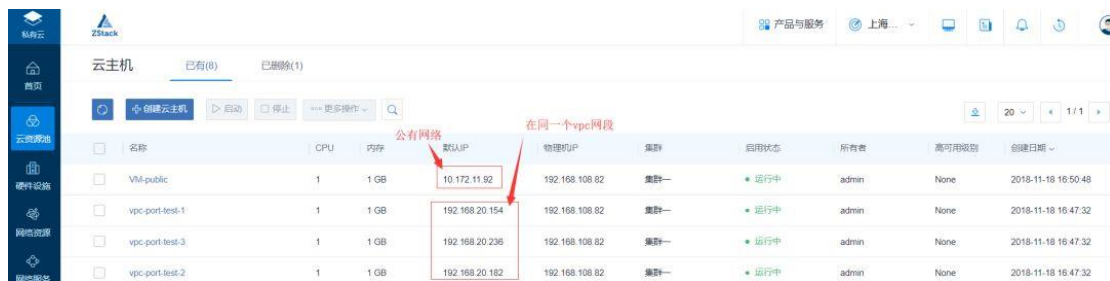 私有云
ZStack
产品与服务 上海...
首页
云主机 已有(8) 已删除(1)
云资源池
创建云主机 启动 停止 更多操作
20 1/1
公有网络 在同一个vpc网段
硬件设施
名称 CPU 内存 默认IP 物理机IP 集群 启用状态 所有者 高可用级别 创建日期
VM-public 1 1 GB 10.172.11.92 192.168.108.82 集群一 运行中 admin None 2018-11-18 16:50:48
网络资源
vpc-port-test-1 1 1 GB 192.168.20.154 192.168.108.82 集群一 运行中 admin None 2018-11-18 16:47:32
vpc-port-test-3 1 1 GB 192.168.20.236 192.168.108.82 集群一 运行中 admin None 2018-11-18 16:47:32
网络服务
vpc-port-test-2 1 1 GB 192.168.20.182 192.168.108.82 集群一 运行中 admin None 2018-11-18 16:47:32